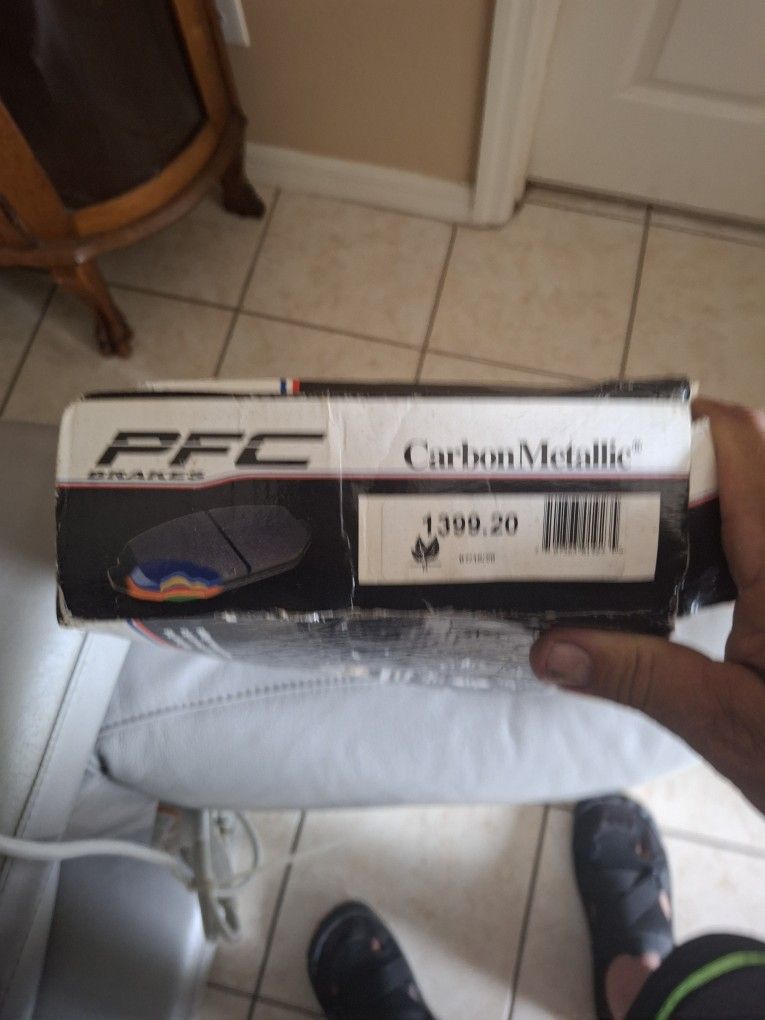 PFC
BRAKES
CarbonMetallic®
1399.20